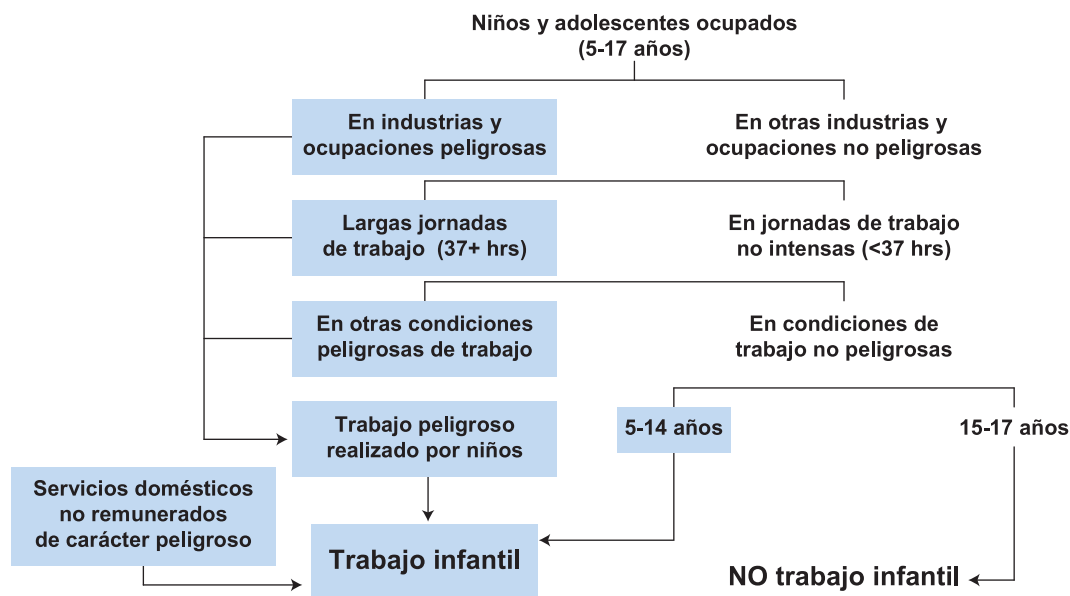 Niños y adolescentes ocupados
(5-17 años)
En industrias y
ocupaciones peligrosas
En otras industrias y
ocupaciones no peligrosas
Largas jornadas
de trabajo (37+ hrs)
En jornadas de trabajo
no intensas (<37 hrs)
En otras condiciones
peligrosas de trabajo
En condiciones de
trabajo no peligrosas
Trabajo peligroso
realizado por niños
5-14 años
15-17 años
Servicios domésticos
no remunerados
de carácter peligroso
Trabajo infantil
NO trabajo infantil